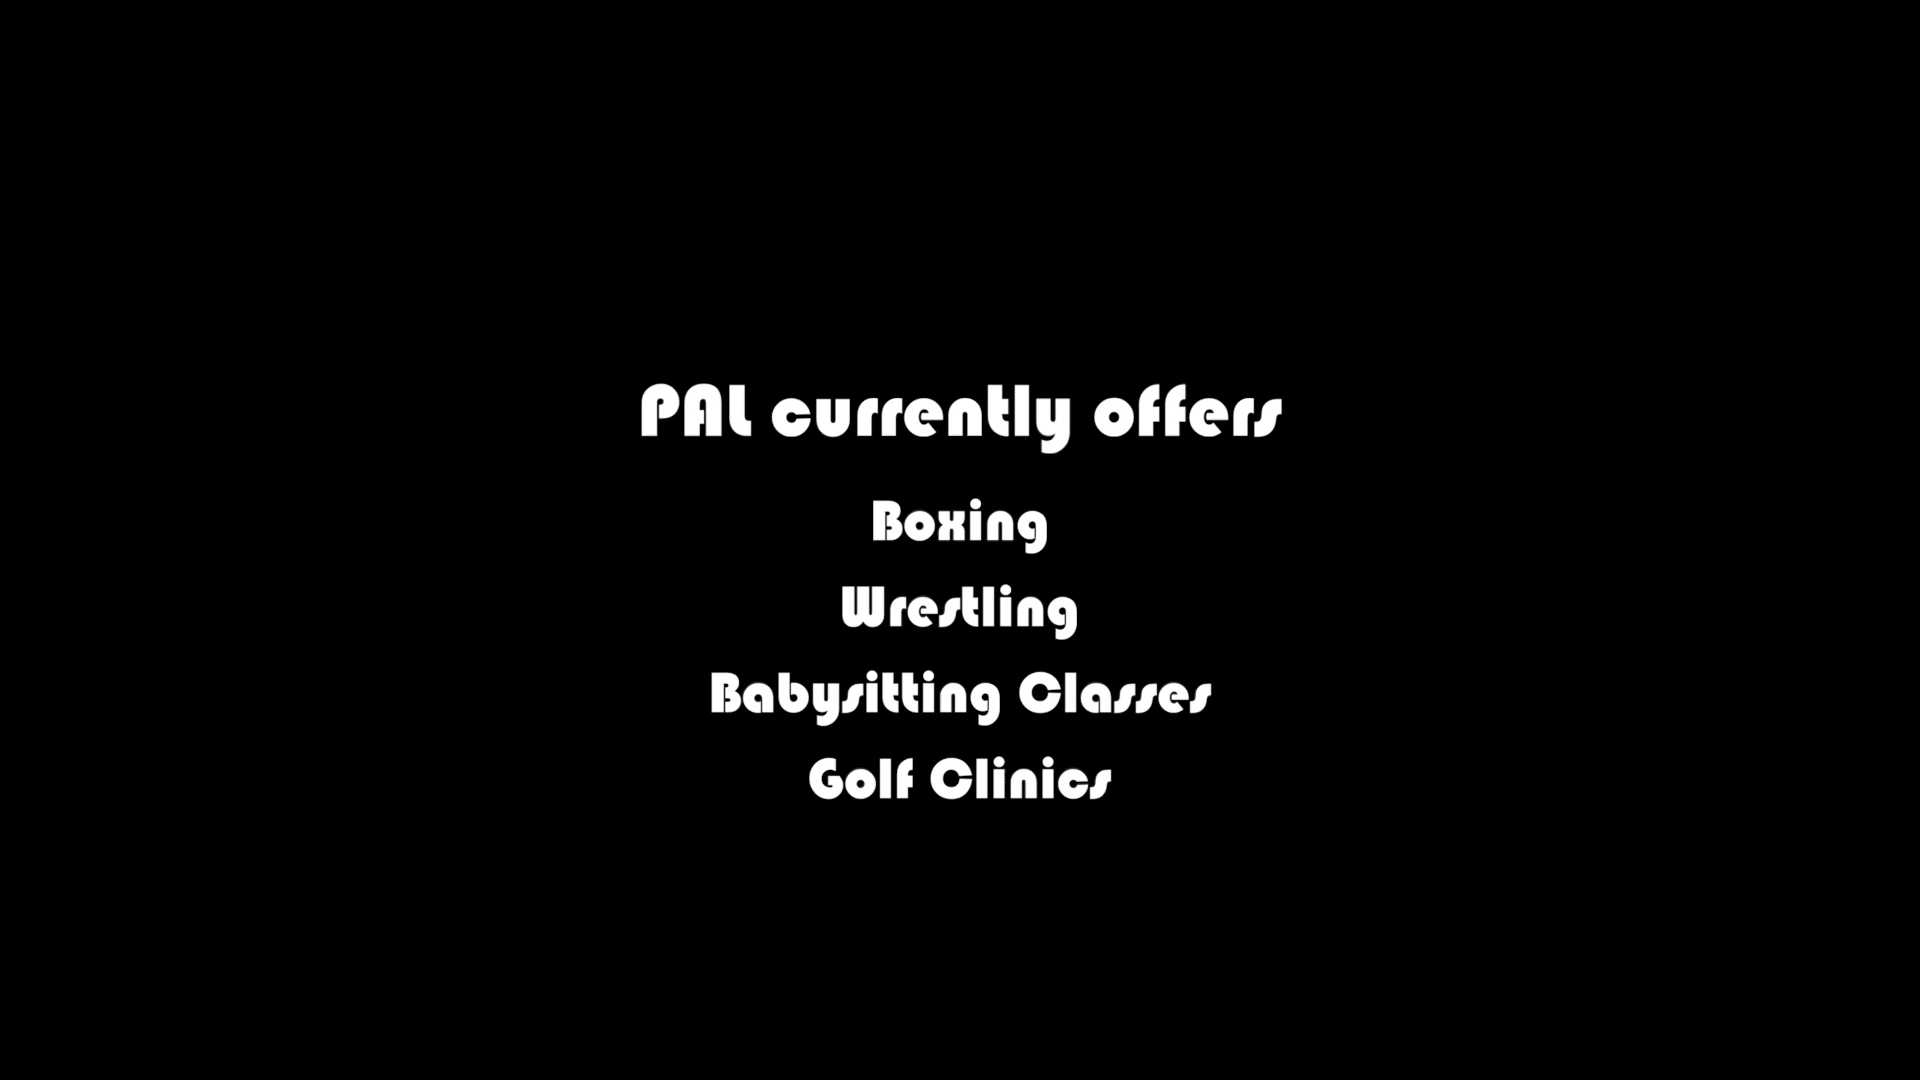 PAL currently offers
Boxing
Wrestling
Babysitting Classes
Golf Clinics